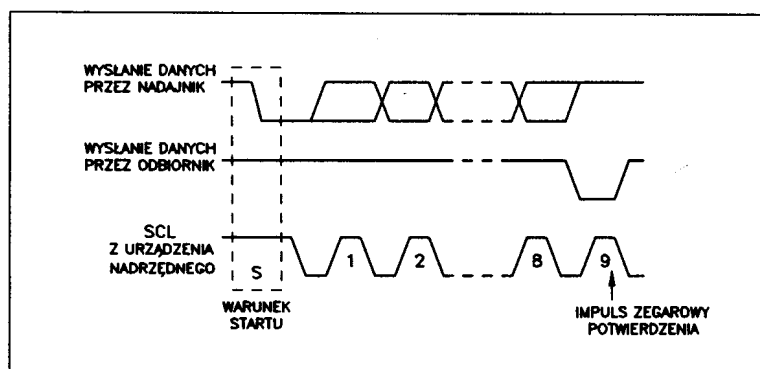 WYSŁANIE DANYCH
PRZEZ NADAJNIK
WYSŁANIE DANYCH
PRZEZ ODBIORNIK
SCL
Z URZĄDZENIA
NADRZĘDNEGO
S
1
2
8
9
WARUNEK
STARTU
IMPULS ZEGAROWY
POTWIERDZENIA